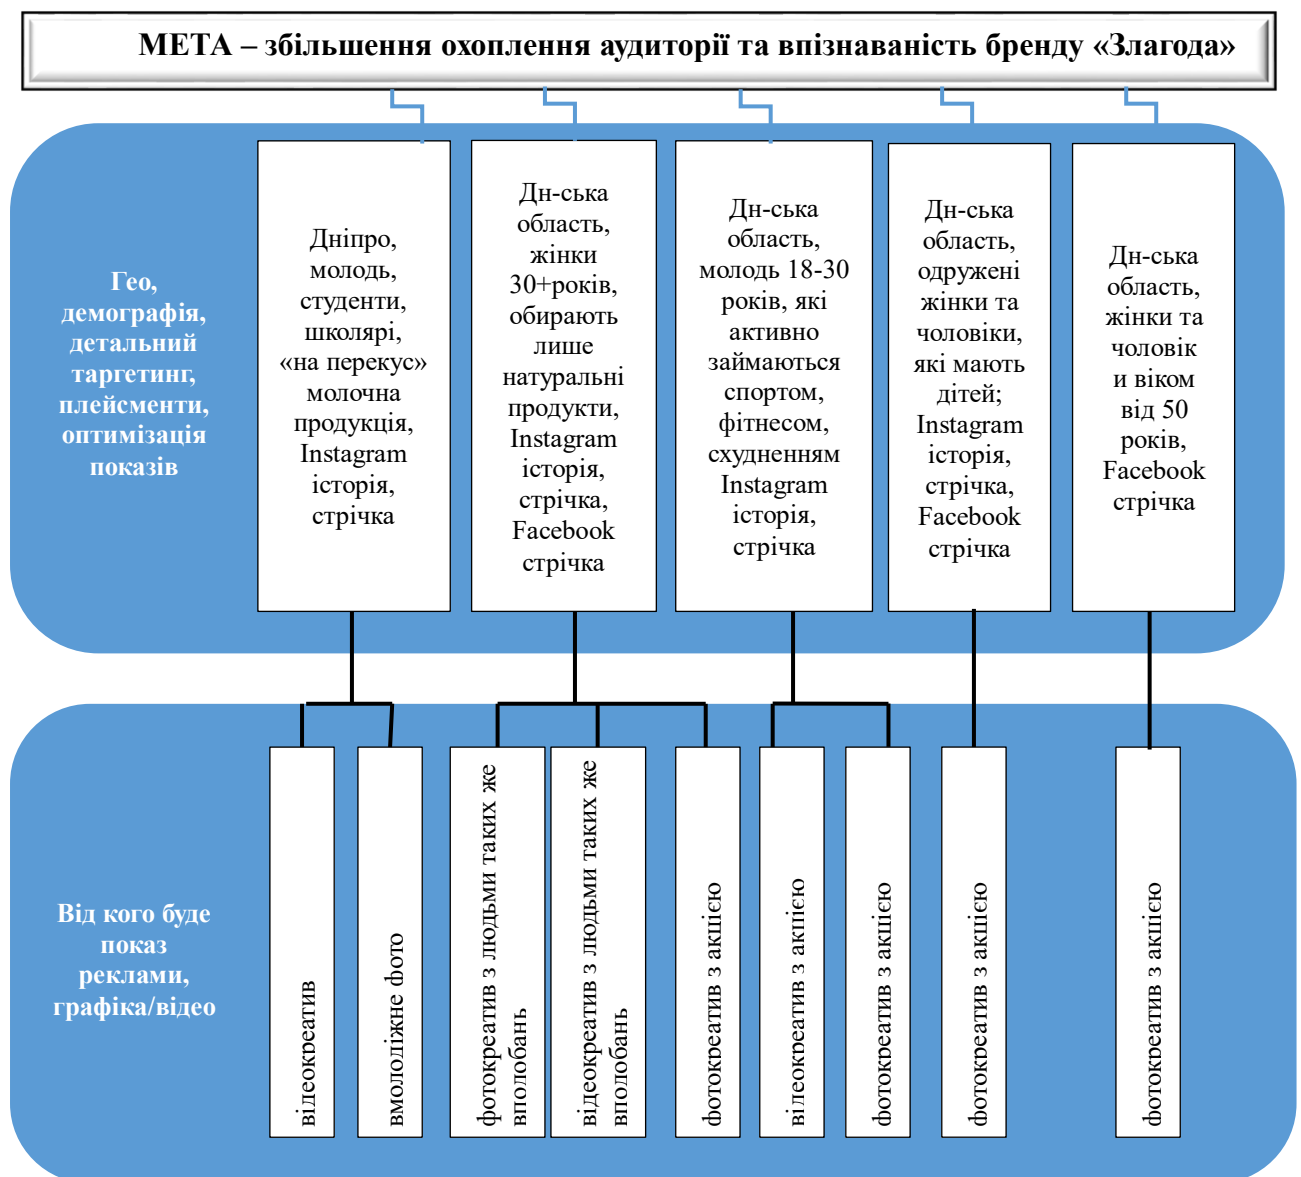 МЕТА – збільшення охоплення аудиторії та впізнаваність бренду «Злагода»
Гео,
демографія,
детальний
таргетинг,
плейсменти,
оптимізація
показів
Дніпро,
молодь,
студенти,
школярі,
«на перекус»
молочна
продукція,
Instagram
історія,
стрічка
Дн-ська
область,
жінки
30+років,
обирають
лише
натуральні
продукти,
Instagram
історія,
стрічка,
Facebook
стрічка
Дн-ська
область,
молодь 18-30
років, які
активно
займаються
спортом,
фітнесом,
схудненням
Instagram
історія,
стрічка
Дн-ська
область,
одружені
жінки та
чоловіки,
які мають
дітей;
Instagram
історія,
стрічка,
Facebook
стрічка
Дн-ська
область,
жінки та
чоловік
и віком
від 50
років,
Facebook
стрічка
Від кого буде
показ
реклами,
графіка/відео
відеокреатив
вмолодіжне фото
фотокреатив з людьми таких же
вподобань
відеокреатив з людьми таких же
вподобань
фотокреатив з акцією
відеокреатив з акцією
фотокреатив з акцією
фотокреатив з акцією
фотокреатив з акцією